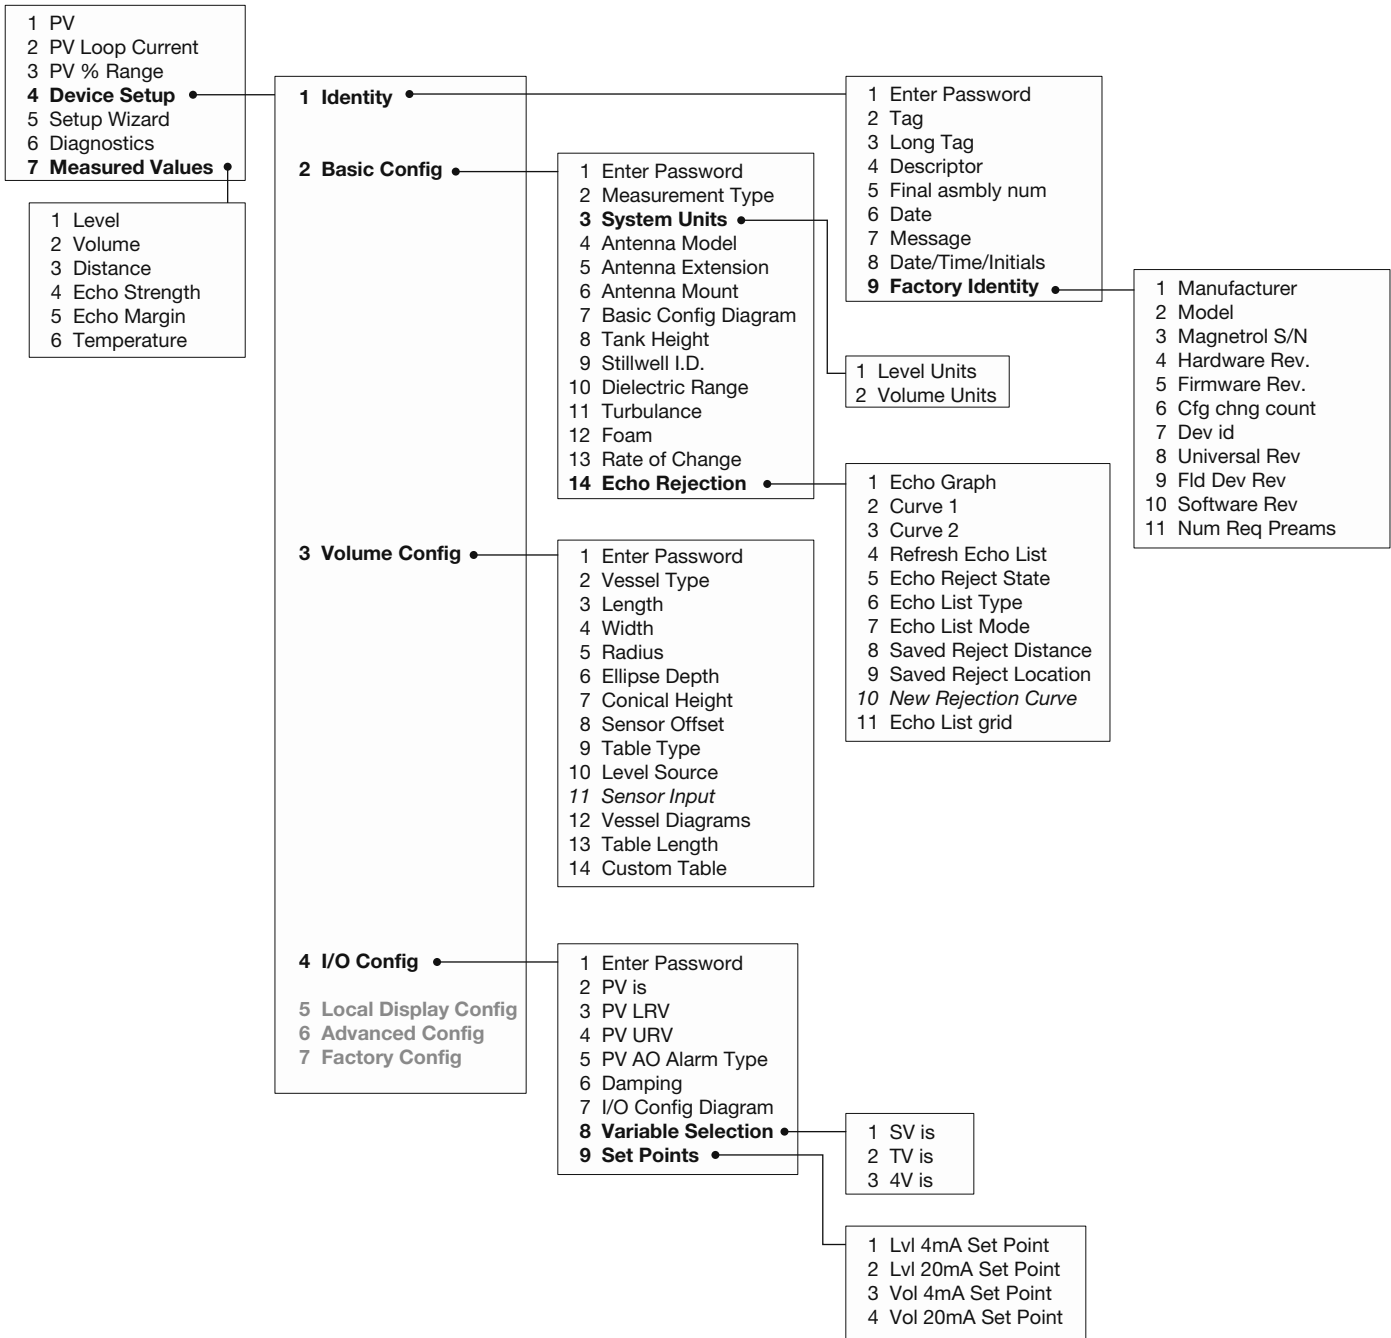 1 PV
2 PV Loop Current
3 PV % Range
4 Device Setup
5 Setup Wizard
6 Diagnostics
7 Measured Values
1 Level
2 Volume
3 Distance
4 Echo Strength
5 Echo Margin
6 Temperature
1 Identity
2 Basic Config
3 Volume Config
4 I/O Config
5 Local Display Config
6 Advanced Config
7 Factory Config
1 Enter Password
2 Measurement Type
3 System Units
4 Antenna Model
5 Antenna Extension
6 Antenna Mount
7 Basic Config Diagram
8 Tank Height
9 Stillwell I.D.
10 Dielectric Range
11 Turbulance
12 Foam
13 Rate of Change
14 Echo Rejection
1 Enter Password
2 Vessel Type
3 Length
4 Width
5 Radius
6 Ellipse Depth
7 Conical Height
8 Sensor Offset
9 Table Type
10 Level Source
11 Sensor Input
12 Vessel Diagrams
13 Table Length
14 Custom Table
1 Enter Password
2 PV is
3 PV LRV
4 PV URV
5 PV AO Alarm Type
6 Damping
7 I/O Config Diagram
8 Variable Selection
9 Set Points
1 Enter Password
2 Tag
3 Long Tag
4 Descriptor
5 Final asmbly num
6 Date
7 Message
8 Date/Time/Initials
9 Factory Identity
1 Level Units
2 Volume Units
1 Echo Graph
2 Curve 1
3 Curve 2
4 Refresh Echo List
5 Echo Reject State
6 Echo List Type
7 Echo List Mode
8 Saved Reject Distance
9 Saved Reject Location
10 New Rejection Curve
11 Echo List grid
1 SV is
2 TV is
3 4V is
1 Lvl 4mA Set Point
2 Lvl 20mA Set Point
3 Vol 4mA Set Point
4 Vol 20mA Set Point
1 Manufacturer
2 Model
3 Magnetrol S/N
4 Hardware Rev.
5 Firmware Rev.
6 Cfg chng count
7 Dev id
8 Universal Rev
9 Fld Dev Rev
10 Software Rev
11 Num Req Preams